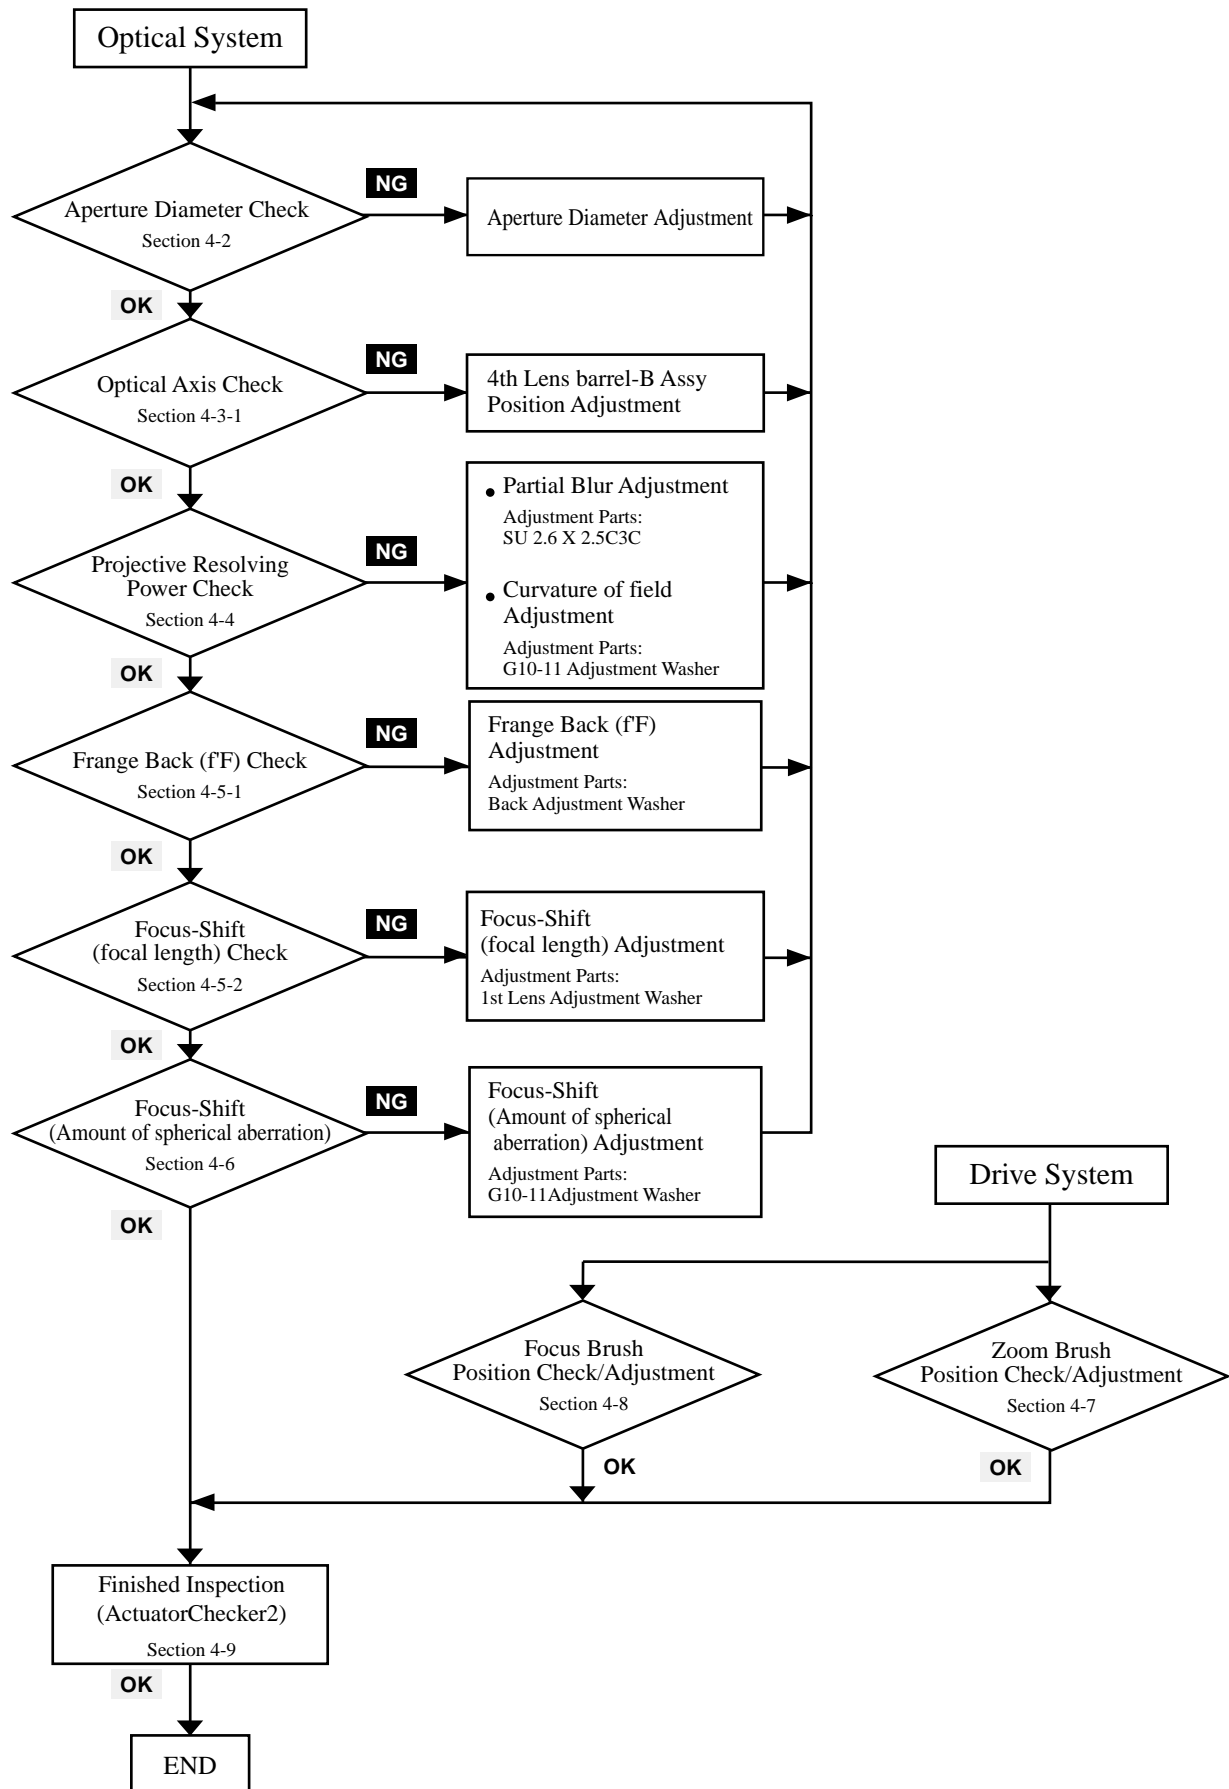 Optical System
Aperture Diameter Check
Section 4-2
NG
Aperture Diameter Adjustment
OK
Optical Axis Check
Section 4-3-1
NG
4th Lens barrel-B Assy
Position Adjustment
OK
Projective Resolving
Power Check
Section 4-4
NG
• Partial Blur Adjustment
Adjustment Parts:
SU 2.6 X 2.5C3C
• Curvature of field
Adjustment
Adjustment Parts:
G10-11 Adjustment Washer
OK
Frange Back (f'F) Check
Section 4-5-1
NG
Frange Back (f'F)
Adjustment
Adjustment Parts:
Back Adjustment Washer
OK
Focus-Shift
(focal length) Check
Section 4-5-2
NG
Focus-Shift
(focal length) Adjustment
Adjustment Parts:
1st Lens Adjustment Washer
OK
Focus-Shift
(Amount of spherical aberration)
Section 4-6
NG
Focus-Shift
(Amount of spherical
aberration) Adjustment
Adjustment Parts:
G10-11Adjustment Washer
OK
Drive System
Focus Brush
Position Check/Adjustment
Section 4-8
OK
Zoom Brush
Position Check/Adjustment
Section 4-7
OK
Finished Inspection
(ActuatorChecker2)
Section 4-9
OK
END